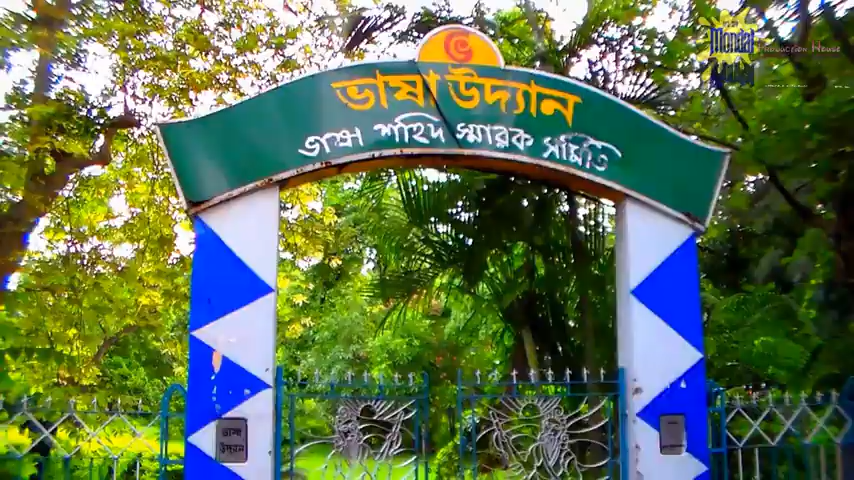 Mondal
Production House
ভাষা উদ্যান
ভাষা শহিদ স্মারক সমিতি
ভাষা
উদ্যান